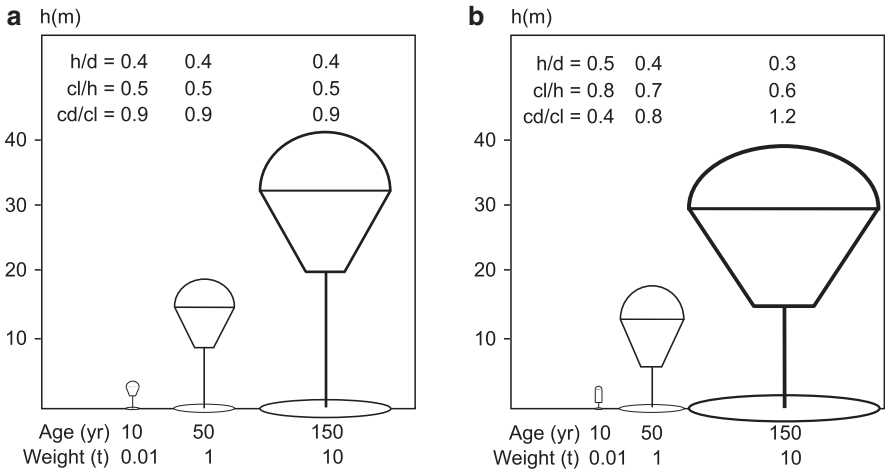 a h(m)
h/d = 0.4 0.4 0.4
cl/h = 0.5 0.5 0.5
cd/cl = 0.9 0.9 0.9
40
30
20
10
Age (yr) 10 50 150
Weight (t) 0.01 1 10
b h(m)
h/d = 0.5 0.4 0.3
cl/h = 0.8 0.7 0.6
cd/cl = 0.4 0.8 1.2
40
30
20
10
Age (yr) 10 50 150
Weight (t) 0.01 1 10